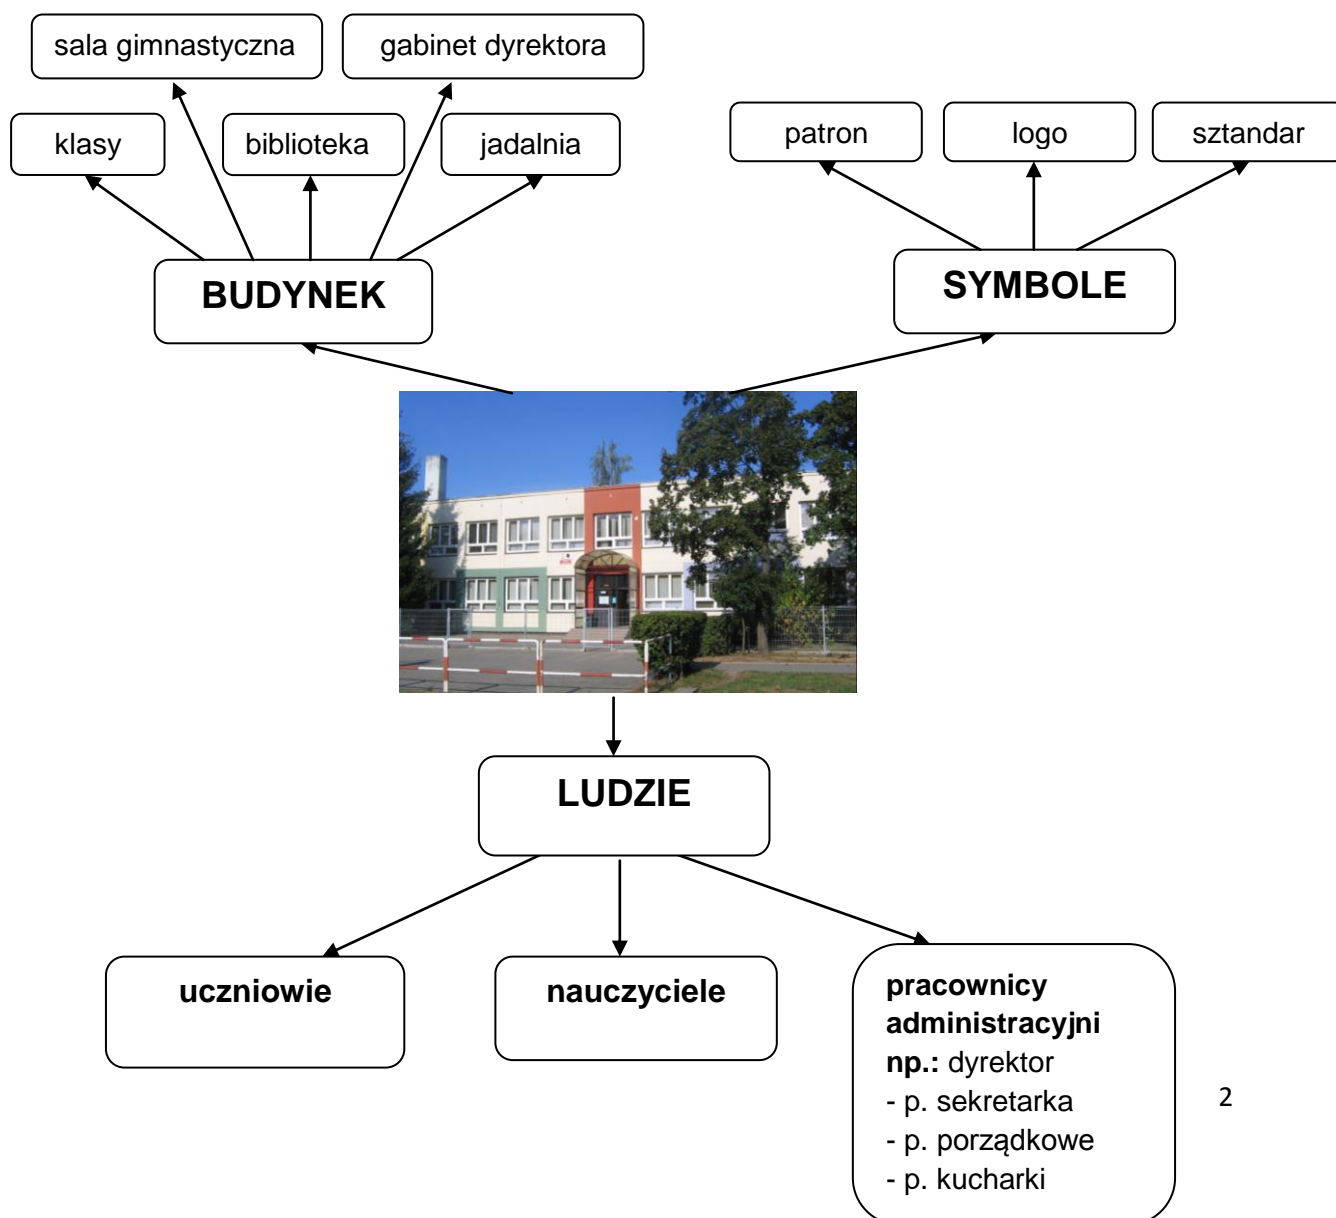 sala gimnastyczna
gabinet dyrektora
klasy
biblioteka
jadalnia
patron
logo
sztandar
BUDYNEK
SYMBOLE
LUDZIE
uczniowie
nauczyciele
pracownicy
administracyjni
np.: dyrektor
- p. sekretarka
- p. porządkowe
- p. kucharki
2